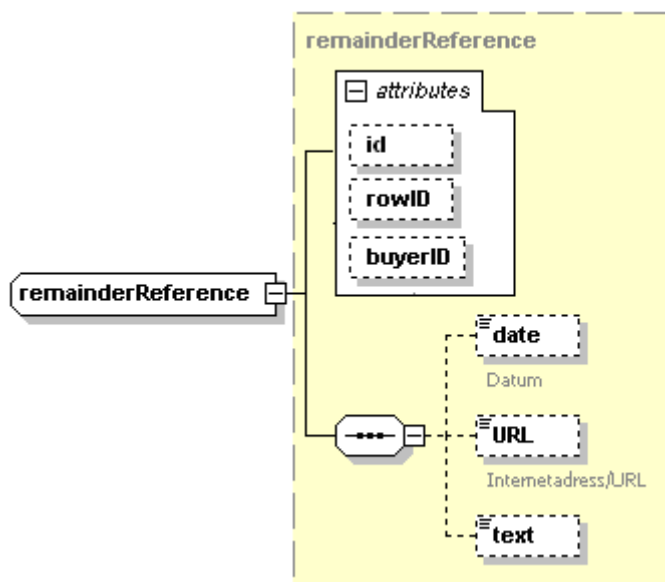 remainderReference
attributes
id
rowID
buyerID
remainderReference
date
Datum
URL
Internetadress/URL
text